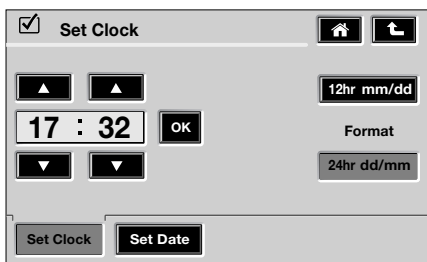 Set Clock
12hr mm/dd
17 : 32
OK
Format
24hr dd/mm
Set Clock
Set Date